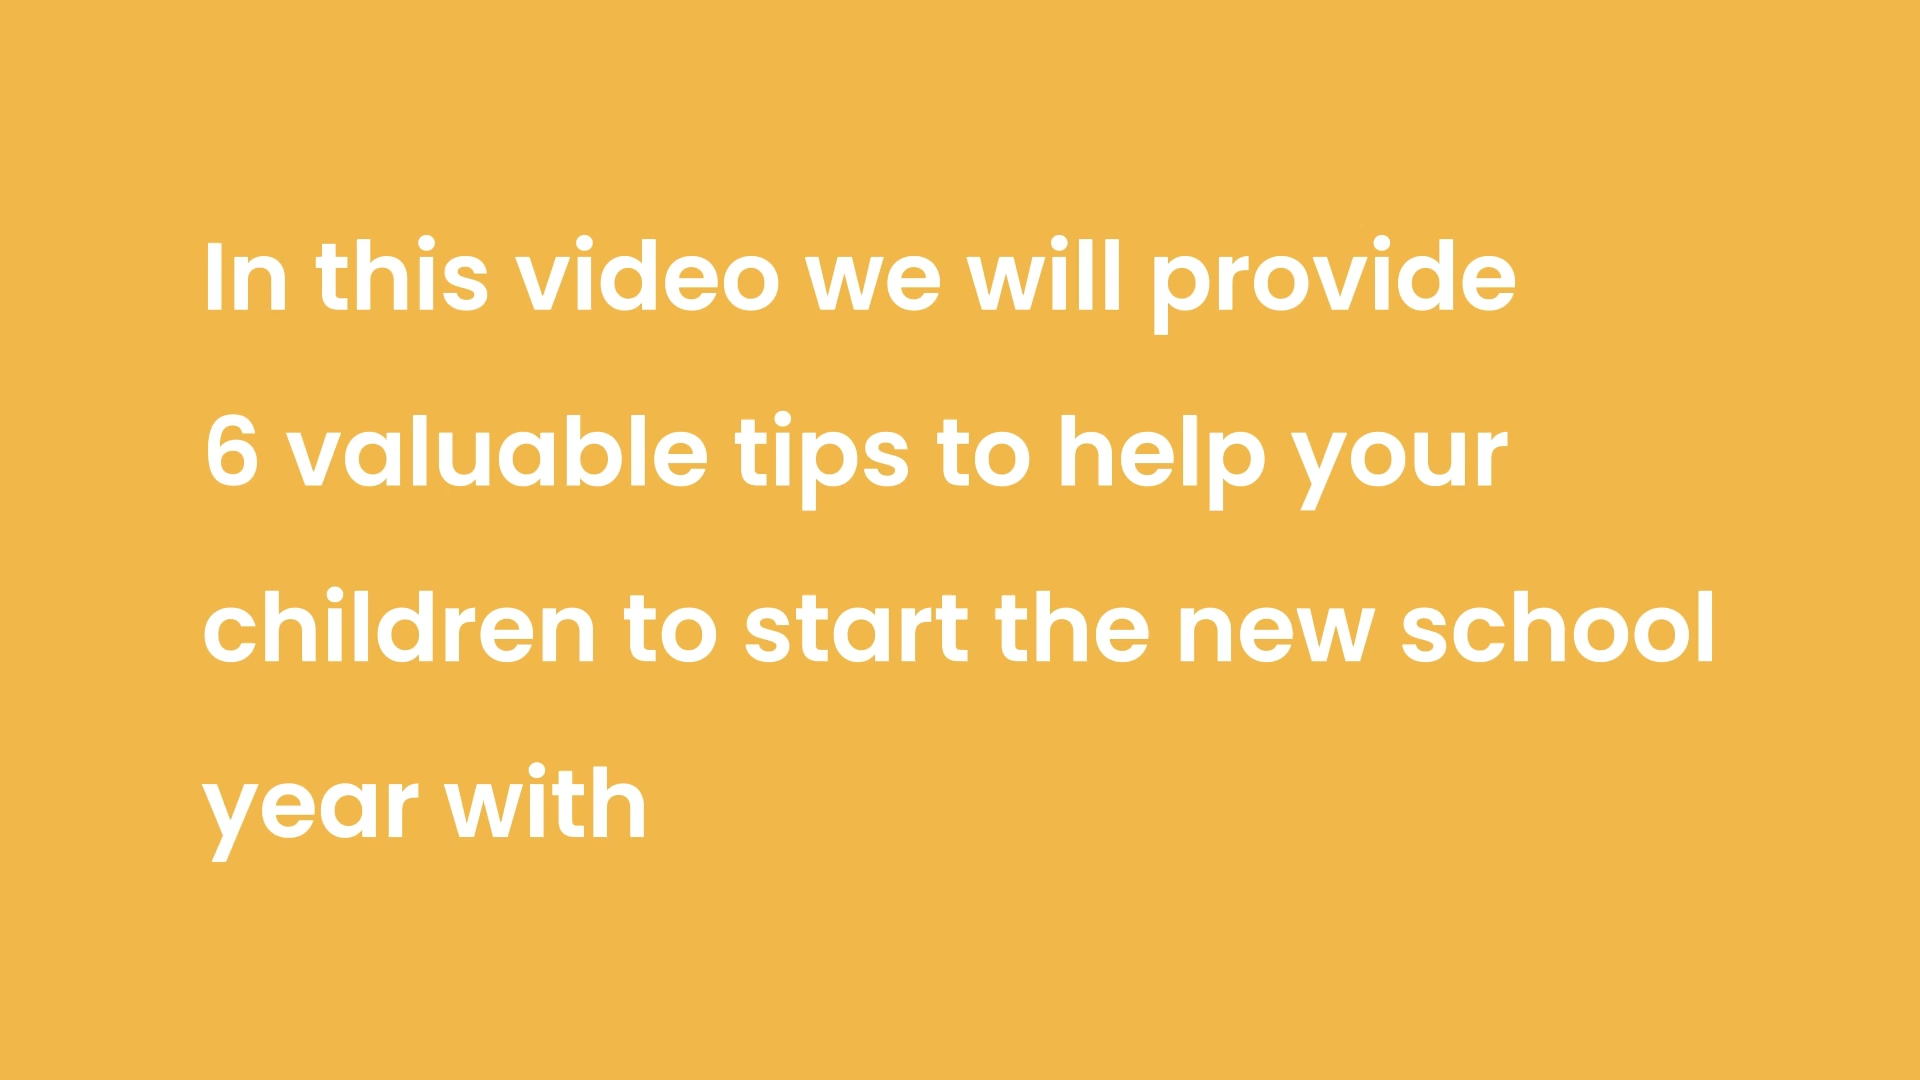 In this video we will provide
6 valuable tips to help your
children to start the new school
year with